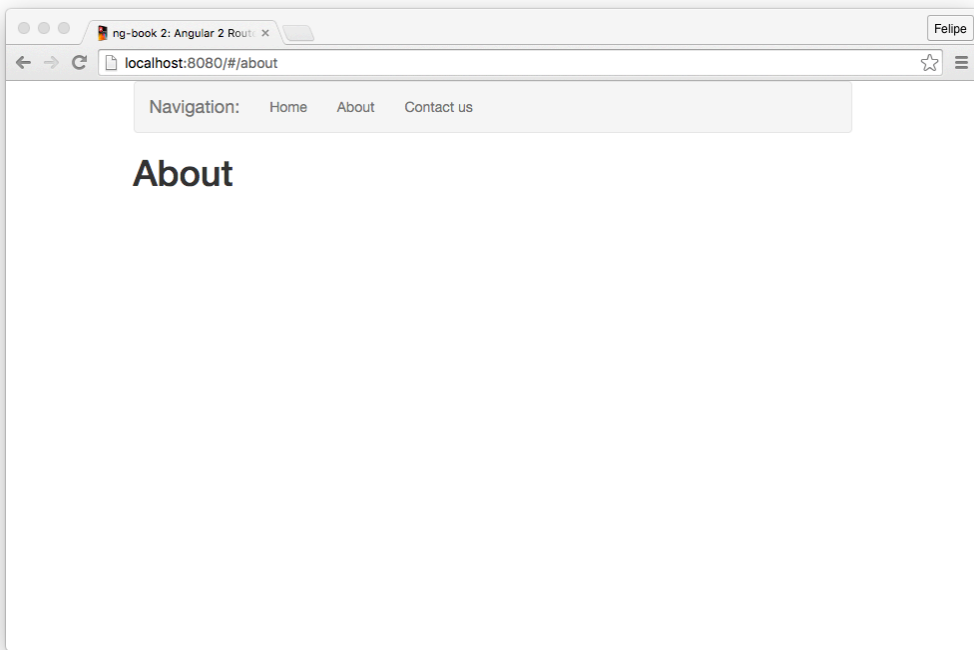 ng-book 2: Angular 2 Rout
Felipe
localhost:8080/#/about
Navigation: Home About Contact us
About